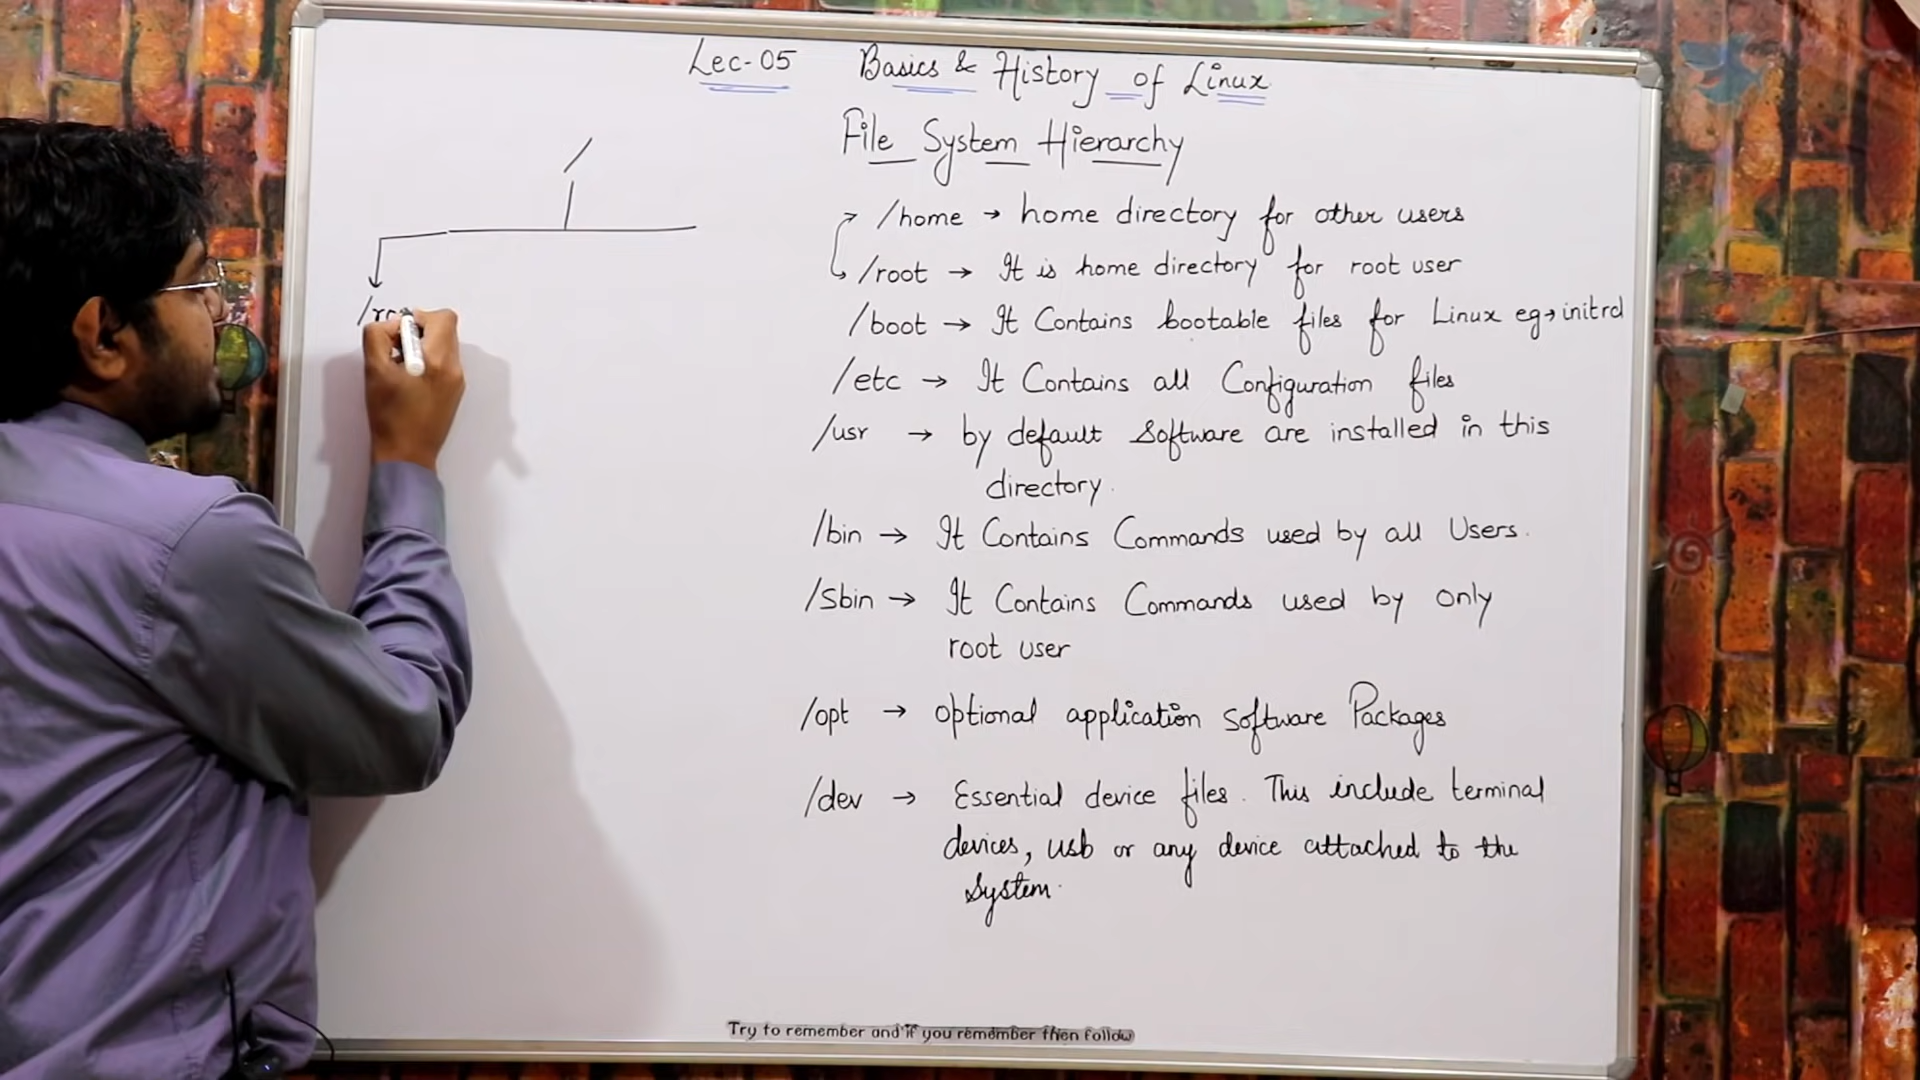 Lec-05 Basics & History of Linux
File System Hierarchy
/
/home → home directory for other users
/root → It is home directory for root user
/boot → It Contains bootable files for Linux eg→initrd
/etc → It Contains all Configuration files
/usr → by default Software are installed in this
directory.
/bin → It Contains Commands used by all Users.
/Sbin → It Contains Commands used by only
root user
/opt → optional application Software Packages
/dev → Essential device files. This include terminal
devices, usb or any device attached to the
System.
Try to remember and if you remember then follow